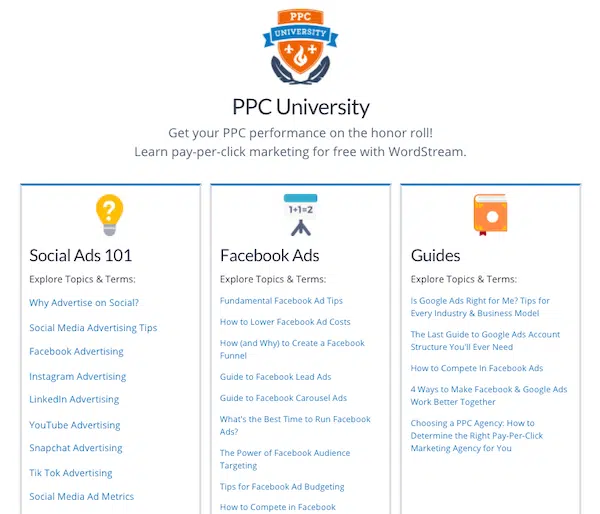 PPC
UNIVERSITY
PPC University
Get your PPC performance on the honor roll!
Learn pay-per-click marketing for free with WordStream.
Social Ads 101
Explore Topics & Terms:
Why Advertise on Social?
Social Media Advertising Tips
Facebook Advertising
Instagram Advertising
LinkedIn Advertising
YouTube Advertising
Snapchat Advertising
Tik Tok Advertising
Social Media Ad Metrics
1+1=2
Facebook Ads
Explore Topics & Terms:
Fundamental Facebook Ad Tips
How to Lower Facebook Ad Costs
How (and Why) to Create a Facebook
Funnel
Guide to Facebook Lead Ads
Guide to Facebook Carousel Ads
What's the Best Time to Run Facebook
Ads?
The Power of Facebook Audience
Targeting
Tips for Facebook Ad Budgeting
How to Compete in Facebook
Guides
Explore Topics & Terms:
Is Google Ads Right for Me? Tips for
Every Industry & Business Model
The Last Guide to Google Ads Account
Structure You'll Ever Need
How to Compete In Facebook Ads
4 Ways to Make Facebook & Google Ads
Work Better Together
Choosing a PPC Agency: How to
Determine the Right Pay-Per-Click
Marketing Agency for You